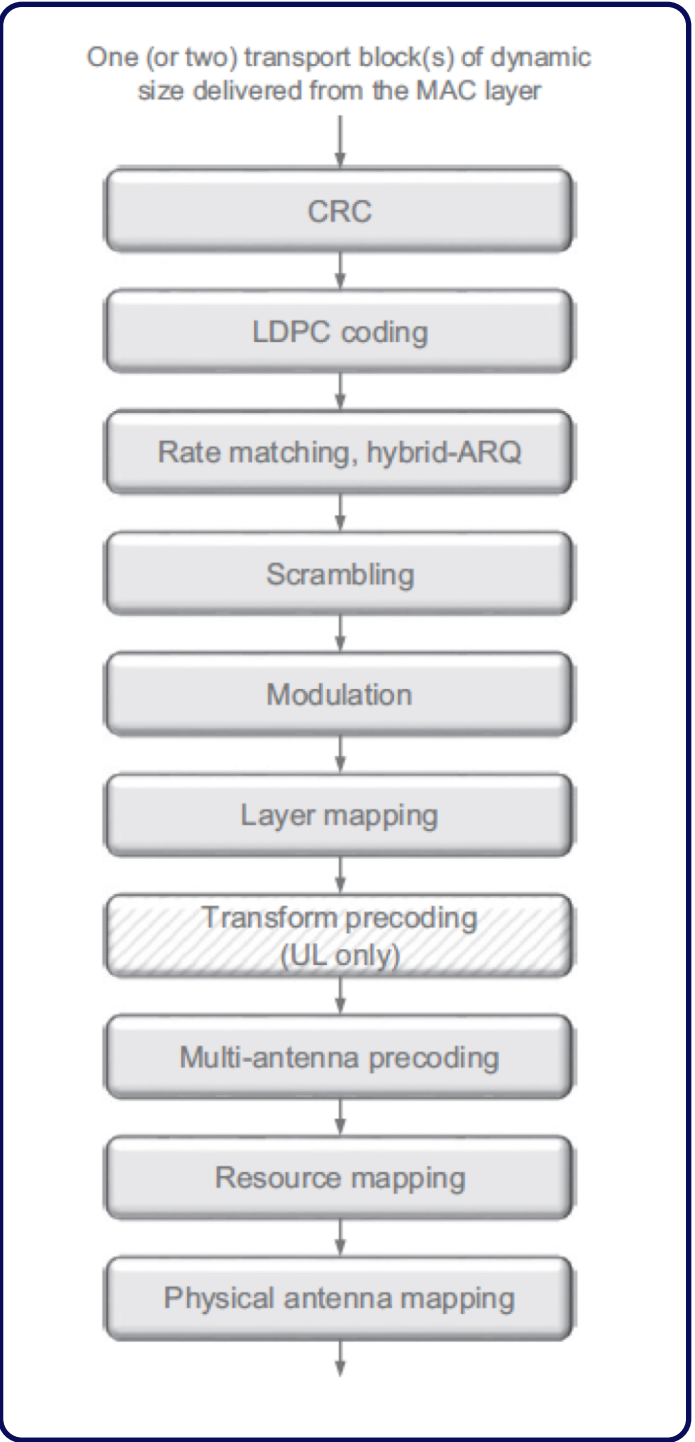 One (or two) transport block(s) of dynamic
size delivered from the MAC layer
CRC
LDPC coding
Rate matching, hybrid-ARQ
Scrambling
Modulation
Layer mapping
Transform precoding
(UL only)
Multi-antenna precoding
Resource mapping
Physical antenna mapping